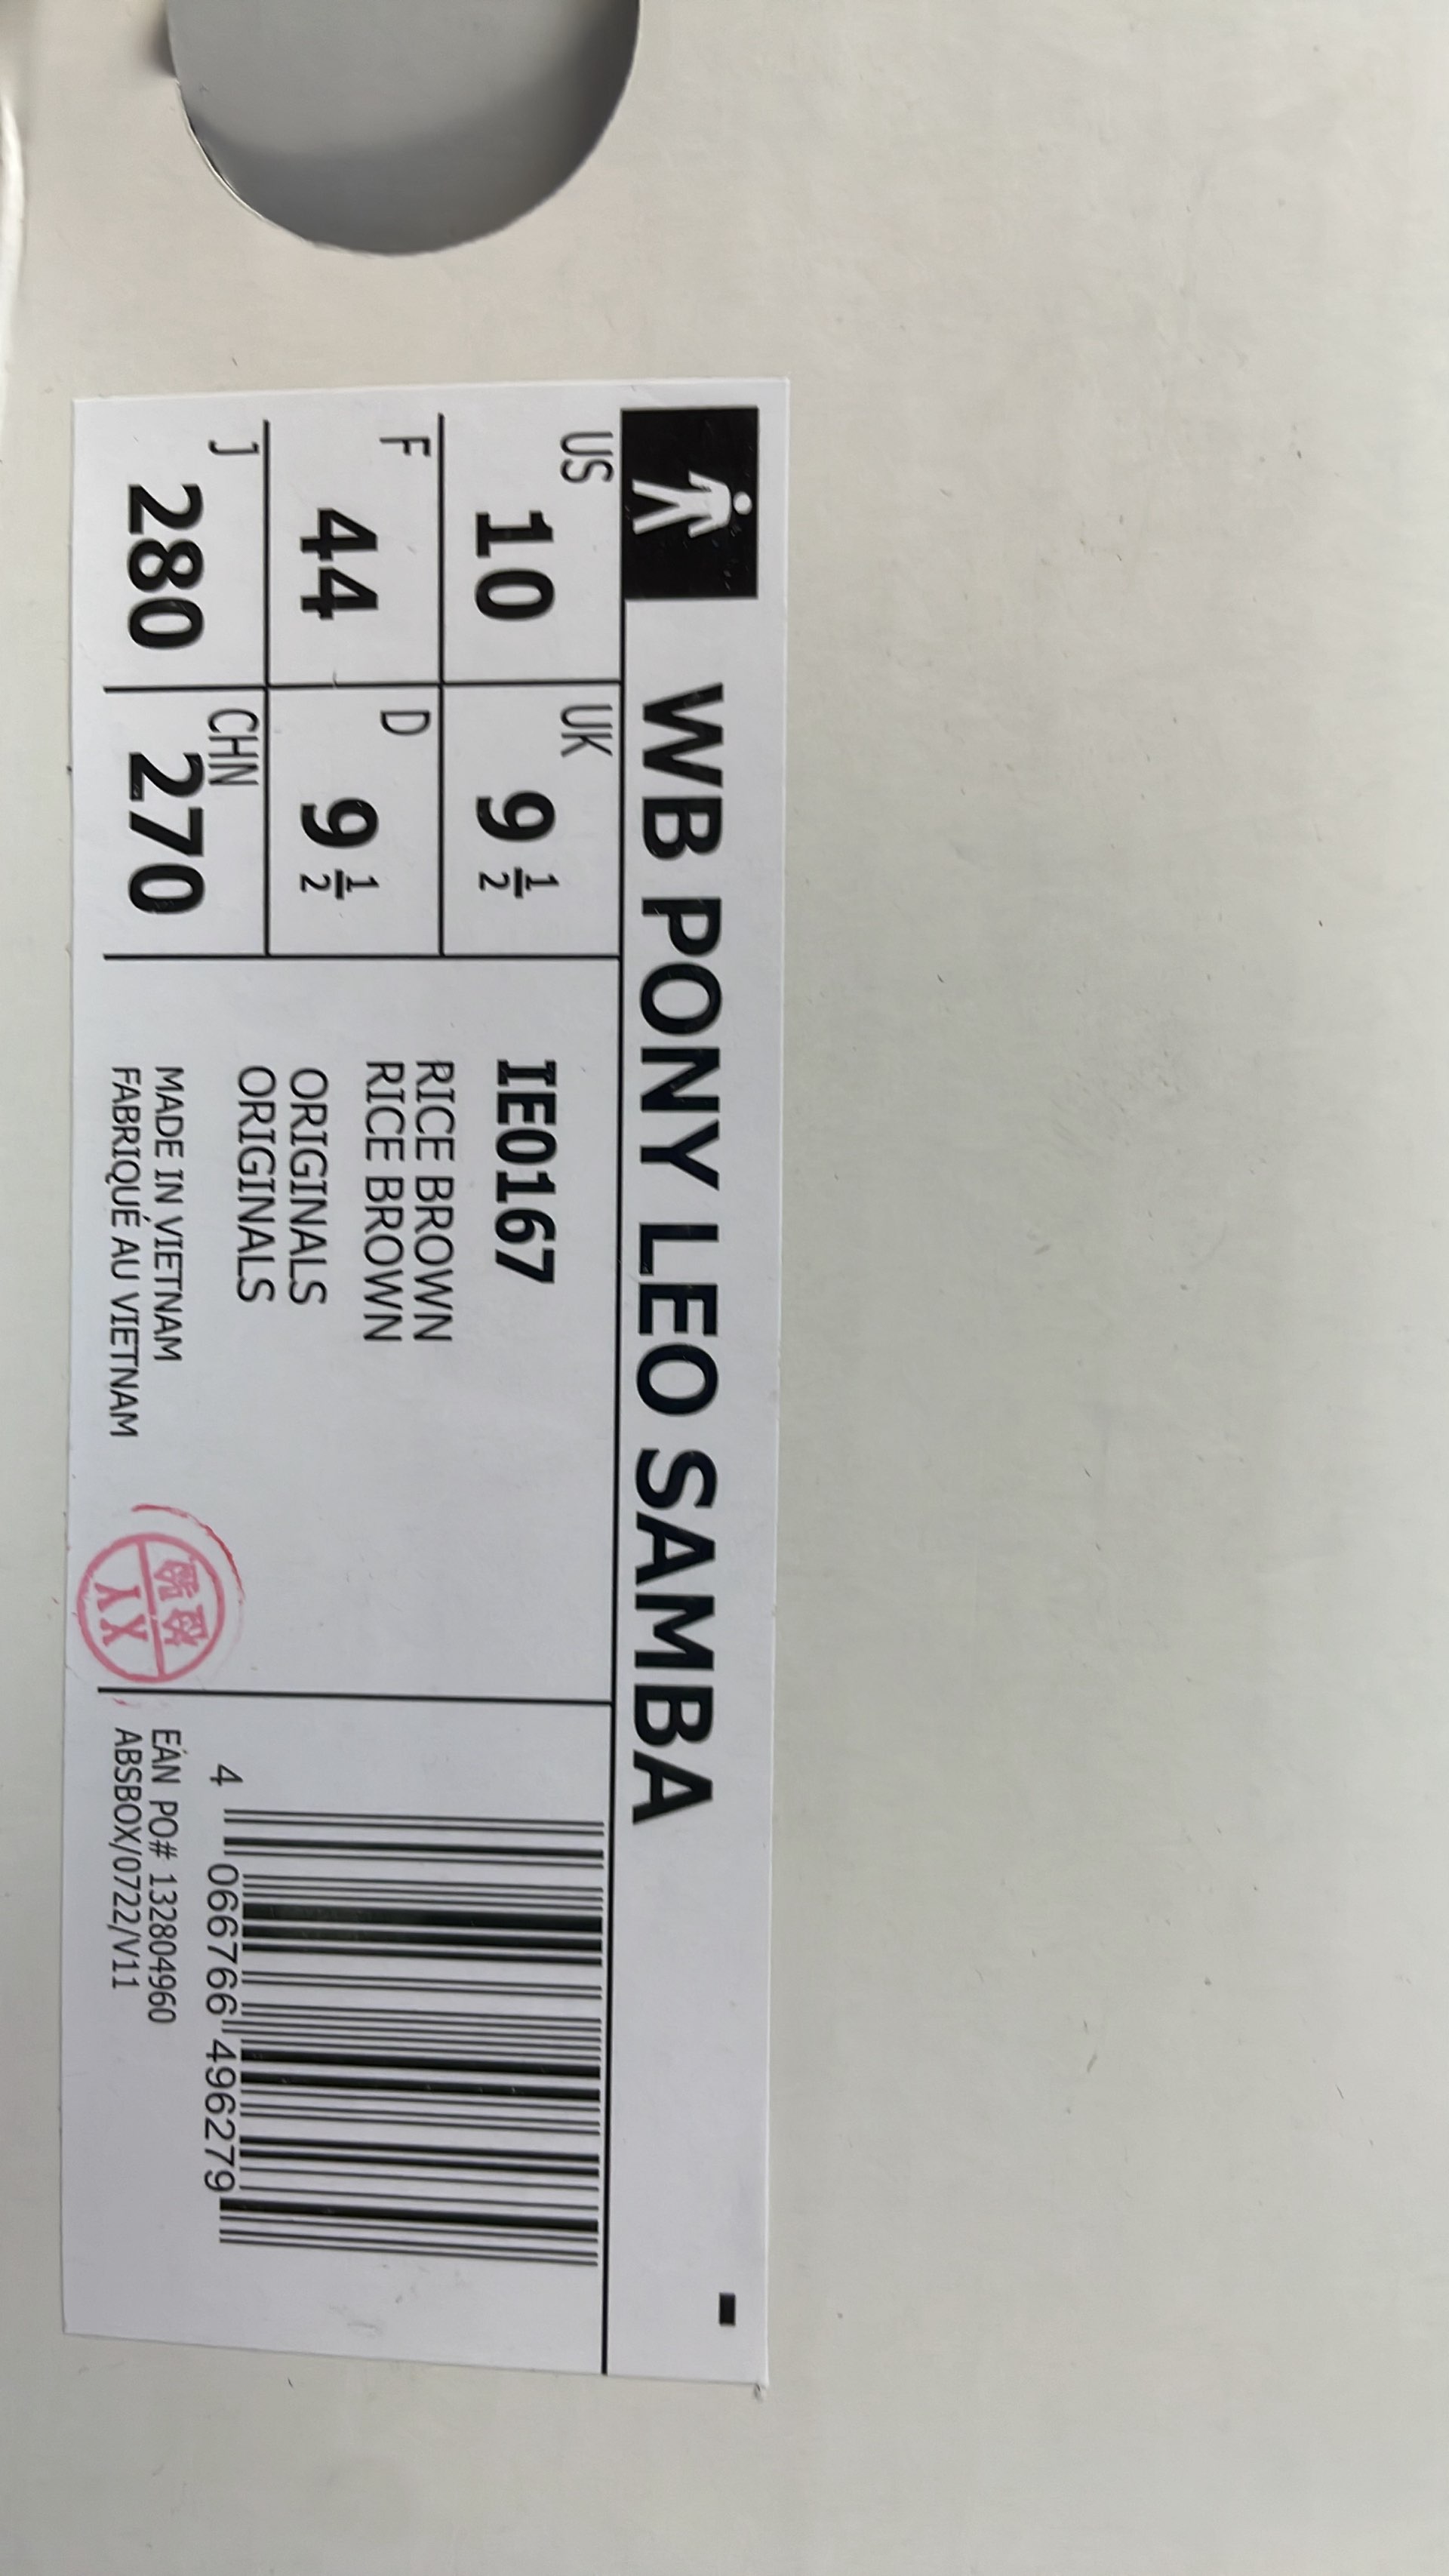 WB PONY LEO SAMBA
US 10
UK 9 ½
F 44
D 9 ½
J 280
CHN 270
IE0167
RICE BROWN
RICE BROWN
ORIGINALS
ORIGINALS
MADE IN VIETNAM
FABRIQUÉ AU VIETNAM
YX
4 066766 496279
EAN PO# 132804960
ABSBOX/0722/V11